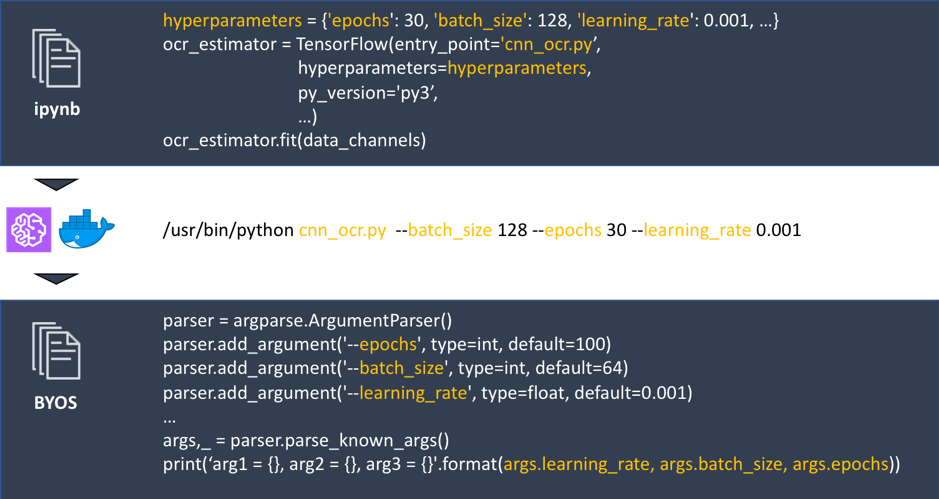 hyperparameters = {'epochs': 30, 'batch_size': 128, 'learning_rate': 0.001, …}
ocr_estimator = TensorFlow(entry_point='cnn_ocr.py’,
hyperparameters=hyperparameters,
py_version='py3’,
…)
ocr_estimator.fit(data_channels)
ipynb
/usr/bin/python cnn_ocr.py --batch_size 128 --epochs 30 --learning_rate 0.001
parser = argparse.ArgumentParser()
parser.add_argument('--epochs', type=int, default=100)
parser.add_argument('--batch_size', type=int, default=64)
parser.add_argument('--learning_rate', type=float, default=0.001)
…
args,_ = parser.parse_known_args()
print(‘arg1 = {}, arg2 = {}, arg3 = {}'.format(args.learning_rate, args.batch_size, args.epochs))
BYOS